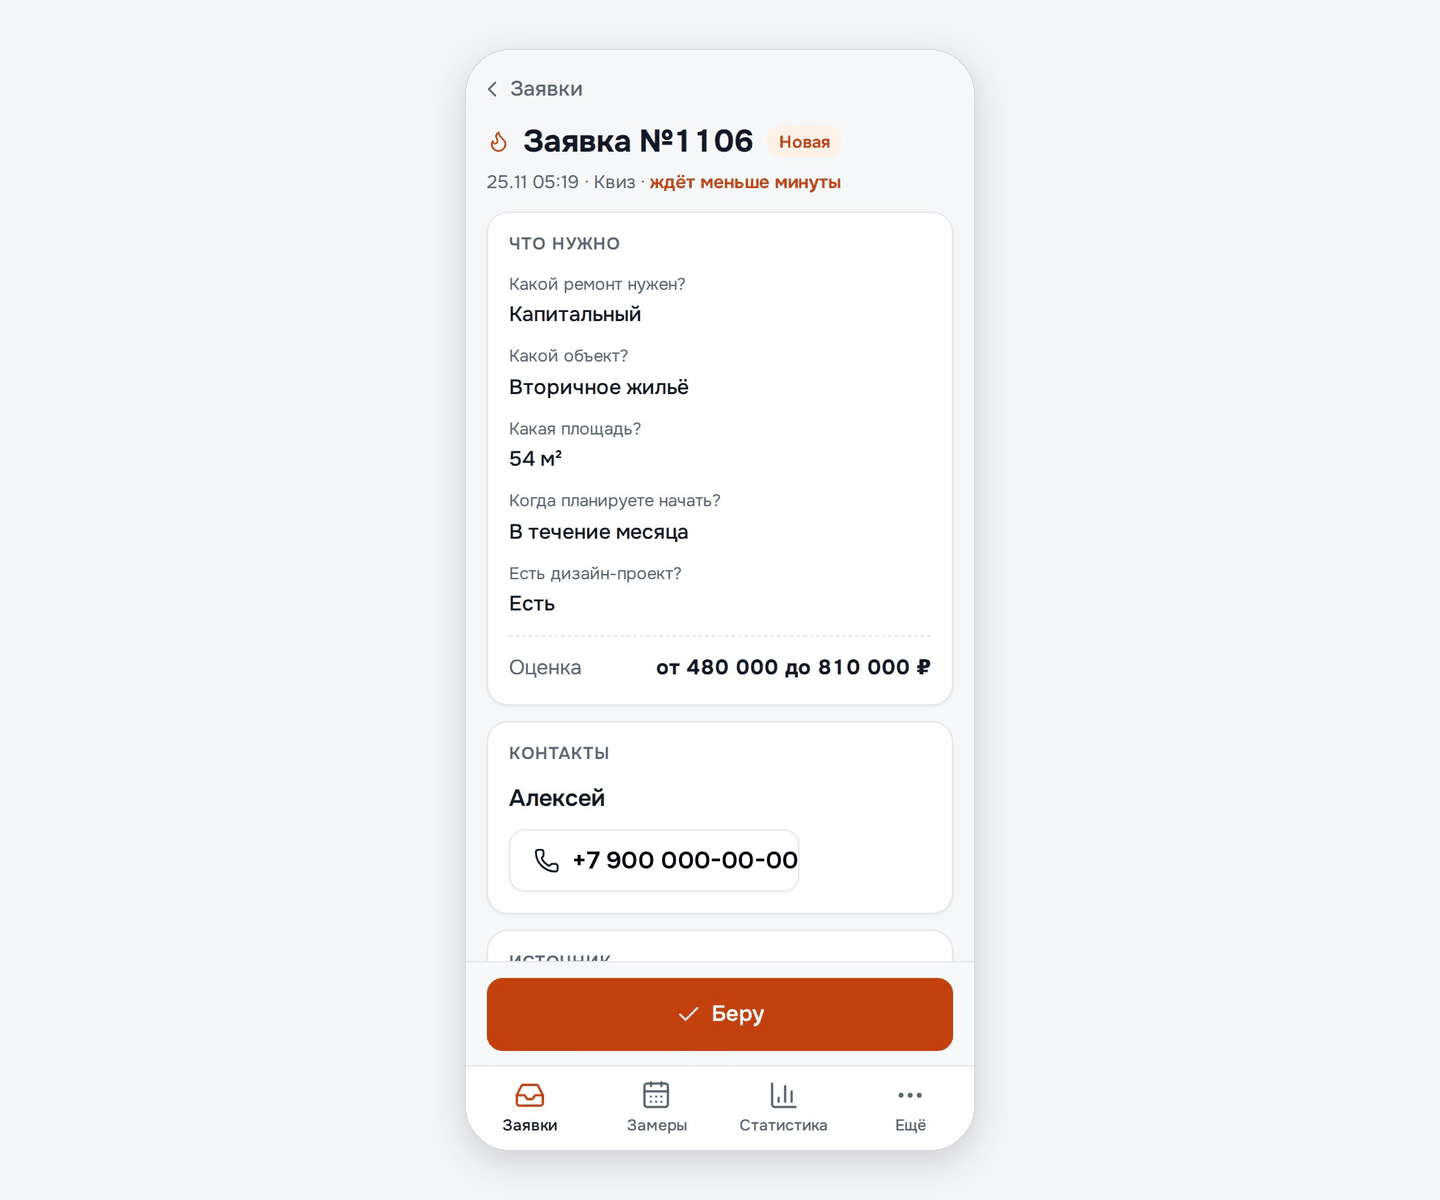 Заявки
Заявка №1106 Новая
25.11 05:19 · Квиз · ждёт меньше минуты
ЧТО НУЖНО
Какой ремонт нужен?
Капитальный
Какой объект?
Вторичное жильё
Какая площадь?
54 м²
Когда планируете начать?
В течение месяца
Есть дизайн-проект?
Есть
Оценка от 480 000 до 810 000 ₽
КОНТАКТЫ
Алексей
+7 900 000-00-00
ИСТОЧНИК
Беру
Заявки Замеры Статистика Ещё